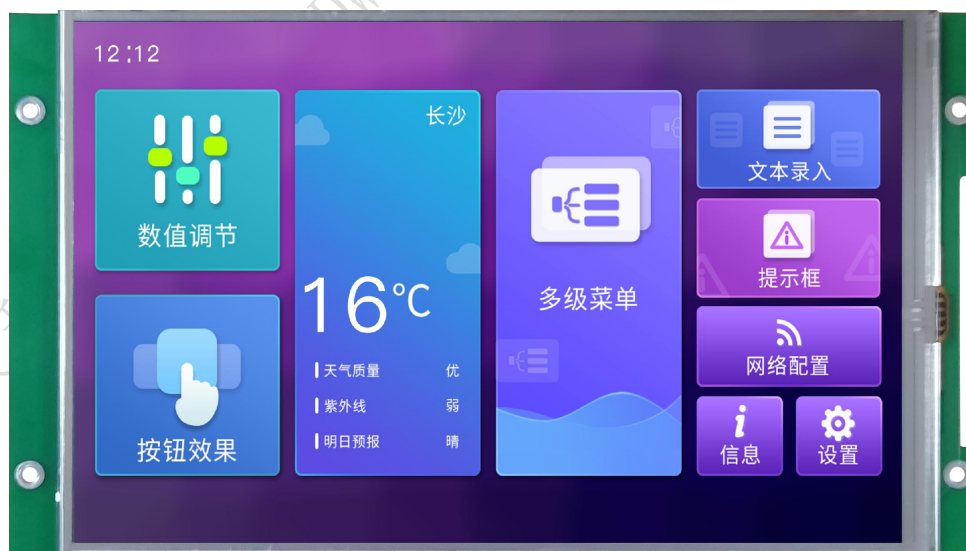 12:12
数值调节
按钮效果
长沙
16°C
天气质量 优
紫外线 弱
明日预报 晴
多级菜单
文本录入
提示框
网络配置
信息
设置